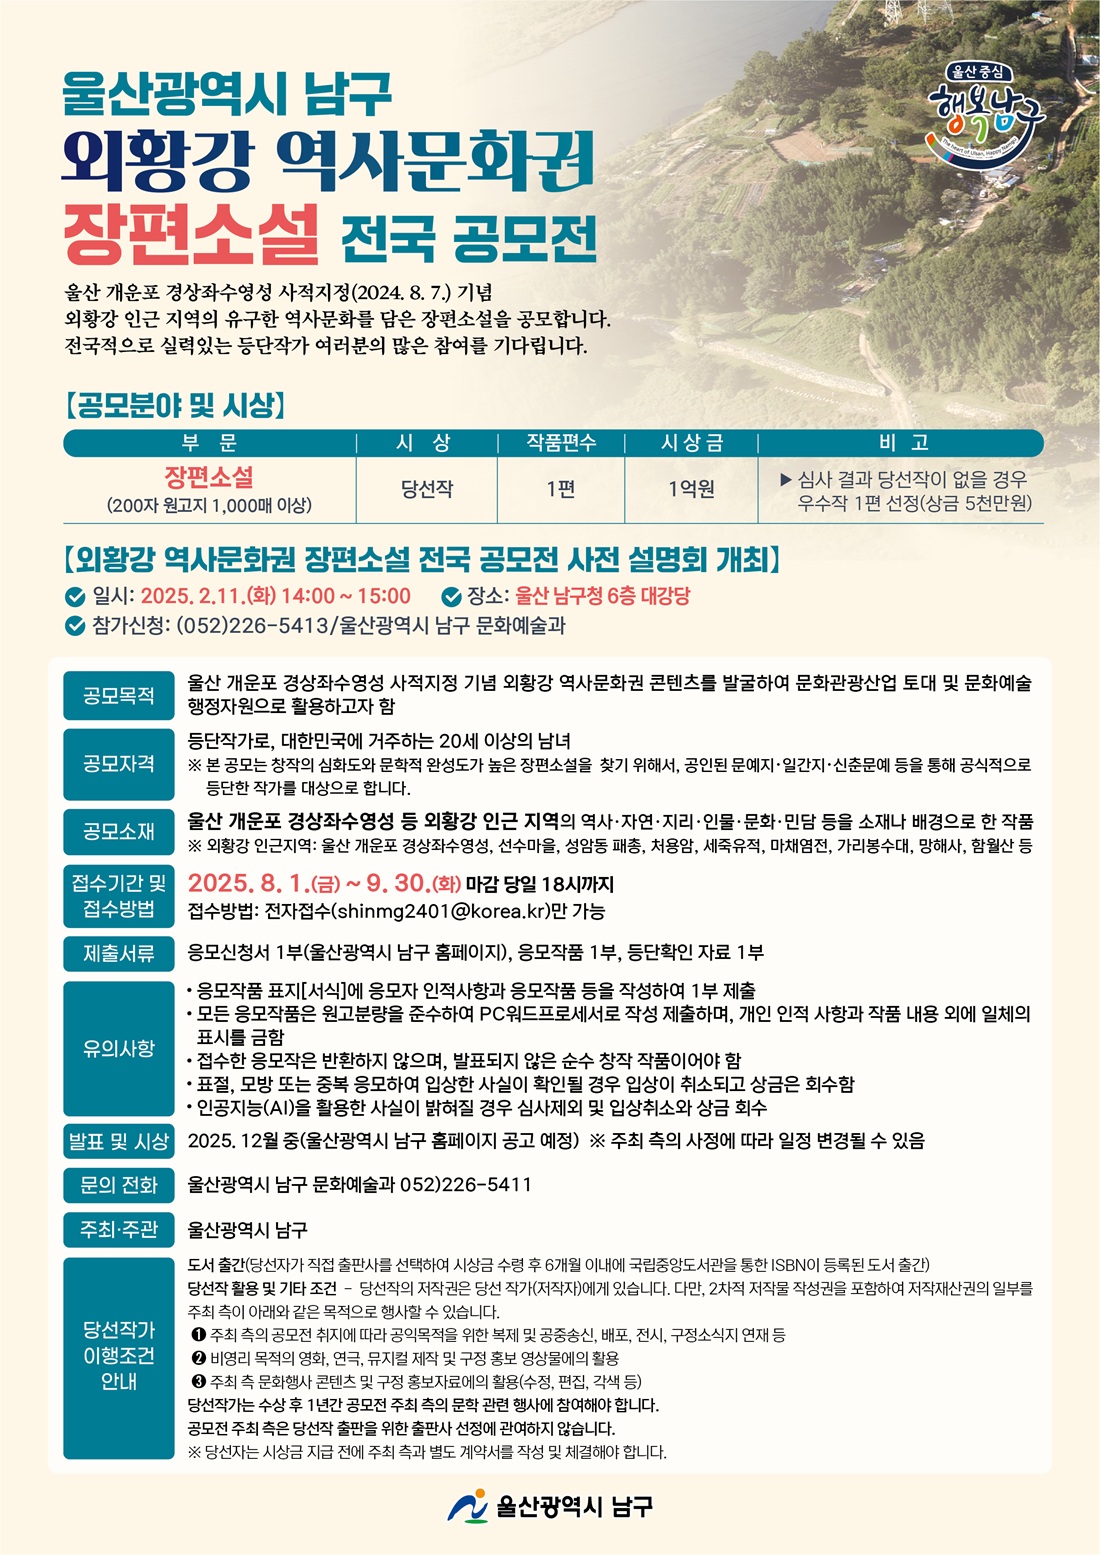 울산광역시 남구
외황강 역사문화권
장편소설 전국 공모전
울산중심
행복남구
The heart of Ulsan, Happy Namgu
울산 개운포 경상좌수영성 사적지정(2024. 8. 7.) 기념
외황강 인근 지역의 유구한 역사문화를 담은 장편소설을 공모합니다.
전국적으로 실력있는 등단작가 여러분의 많은 참여를 기다립니다.
【공모분야 및 시상】
부 문 시 상 작품편수 시상금 비 고
장편소설
(200자 원고지 1,000매 이상)
당선작 1편 1억원
▶ 심사 결과 당선작이 없을 경우
우수작 1편 선정(상금 5천만원)
【외황강 역사문화권 장편소설 전국 공모전 사전 설명회 개최】
일시: 2025. 2.11.(화) 14:00 ~ 15:00 장소: 울산 남구청 6층 대강당
참가신청: (052)226-5413/울산광역시 남구 문화예술과
공모목적
울산 개운포 경상좌수영성 사적지정 기념 외황강 역사문화권 콘텐츠를 발굴하여 문화관광산업 토대 및 문화예술
행정자원으로 활용하고자 함
공모자격
등단작가로, 대한민국에 거주하는 20세 이상의 남녀
※ 본 공모는 창작의 심화도와 문학적 완성도가 높은 장편소설을 찾기 위해서, 공인된 문예지·일간지·신춘문예 등을 통해 공식적으로
등단한 작가를 대상으로 합니다.
공모소재
울산 개운포 경상좌수영성 등 외황강 인근 지역의 역사·자연·지리·인물·문화·민담 등을 소재나 배경으로 한 작품
※ 외황강 인근지역: 울산 개운포 경상좌수영성, 선수마을, 성암동 패총, 처용암, 세죽유적, 마채염전, 가리봉수대, 망해사, 함월산 등
접수기간 및
접수방법
2025. 8. 1.(금) ~ 9. 30.(화) 마감 당일 18시까지
접수방법: 전자접수(shinmg2401@korea.kr)만 가능
제출서류
응모신청서 1부(울산광역시 남구 홈페이지), 응모작품 1부, 등단확인 자료 1부
유의사항
• 응모작품 표지[서식]에 응모자 인적사항과 응모작품 등을 작성하여 1부 제출
• 모든 응모작품은 원고분량을 준수하여 PC워드프로세서로 작성 제출하며, 개인 인적 사항과 작품 내용 외에 일체의
표시를 금함
• 접수한 응모작은 반환하지 않으며, 발표되지 않은 순수 창작 작품이어야 함
• 표절, 모방 또는 중복 응모하여 입상한 사실이 확인될 경우 입상이 취소되고 상금은 회수함
• 인공지능(AI)을 활용한 사실이 밝혀질 경우 심사제외 및 입상취소와 상금 회수
발표 및 시상
2025. 12월 중(울산광역시 남구 홈페이지 공고 예정) ※ 주최 측의 사정에 따라 일정 변경될 수 있음
문의 전화
울산광역시 남구 문화예술과 052)226-5411
주최·주관
울산광역시 남구
당선작가
이행조건
안내
도서 출간(당선자가 직접 출판사를 선택하여 시상금 수령 후 6개월 이내에 국립중앙도서관을 통한 ISBN이 등록된 도서 출간)
당선작 활용 및 기타 조건 - 당선작의 저작권은 당선 작가(저작자)에게 있습니다. 다만, 2차적 저작물 작성권을 포함하여 저작재산권의 일부를
주최 측이 아래와 같은 목적으로 행사할 수 있습니다.
❶ 주최 측의 공모전 취지에 따라 공익목적을 위한 복제 및 공중송신, 배포, 전시, 구정소식지 연재 등
❷ 비영리 목적의 영화, 연극, 뮤지컬 제작 및 구정 홍보 영상물에의 활용
❸ 주최 측 문화행사 콘텐츠 및 구정 홍보자료에의 활용(수정, 편집, 각색 등)
당선작가는 수상 후 1년간 공모전 주최 측의 문학 관련 행사에 참여해야 합니다.
공모전 주최 측은 당선작 출판을 위한 출판사 선정에 관여하지 않습니다.
※ 당선자는 시상금 지급 전에 주최 측과 별도 계약서를 작성 및 체결해야 합니다.
울산광역시 남구